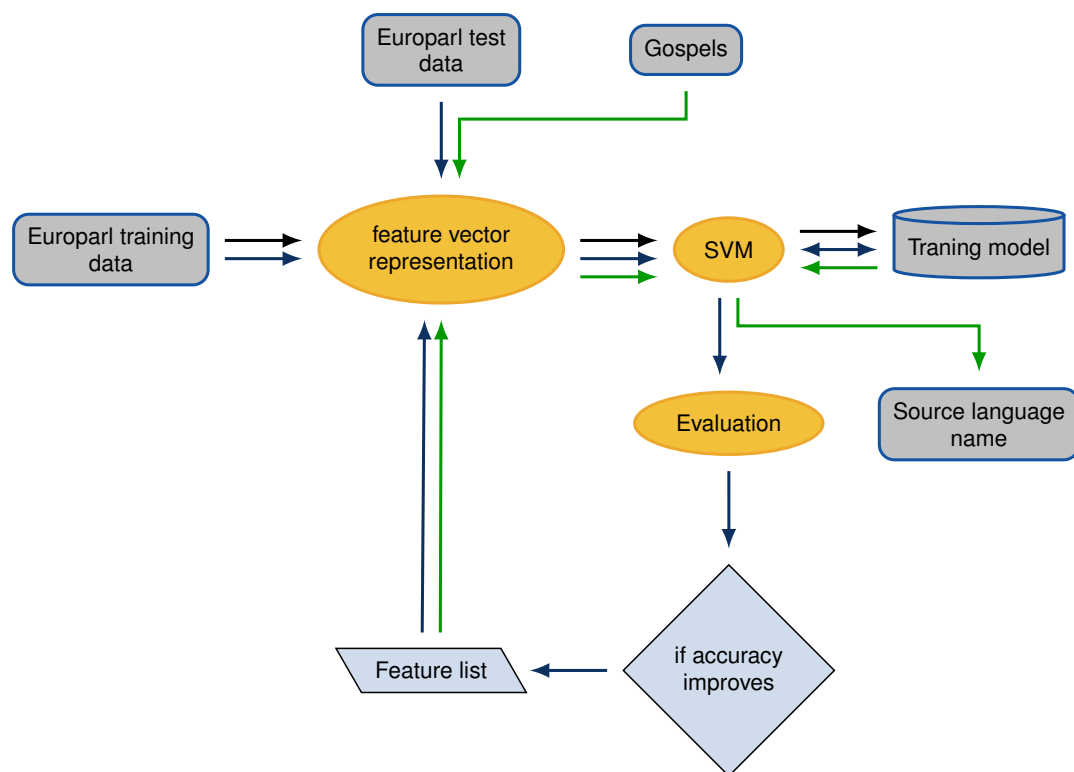 Europarl test
data
Gospels
Europarl training
data
feature vector
representation
SVM
Traning model
Evaluation
Source language
name
if accuracy
improves
Feature list